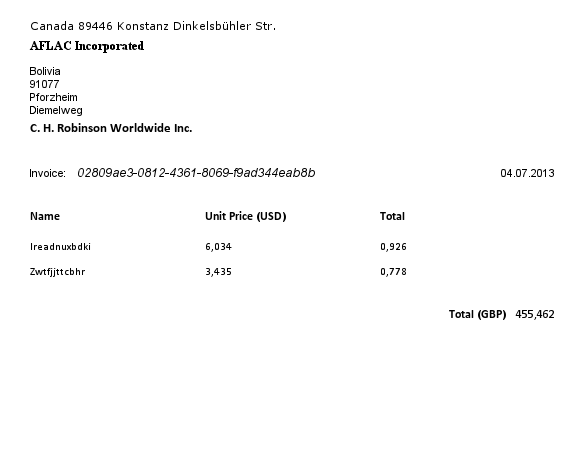 Canada 89446 Konstanz Dinkelsbühler Str.
AFLAC Incorporated
Bolivia
91077
Pforzheim
Diemelweg
C. H. Robinson Worldwide Inc.
Invoice: 02809ae3-0812-4361-8069-f9ad344eab8b 04.07.2013
Name Unit Price (USD) Total
Ireadnuxbdki 6,034 0,926
Zwtfjjttcbhr 3,435 0,778
Total (GBP) 455,462